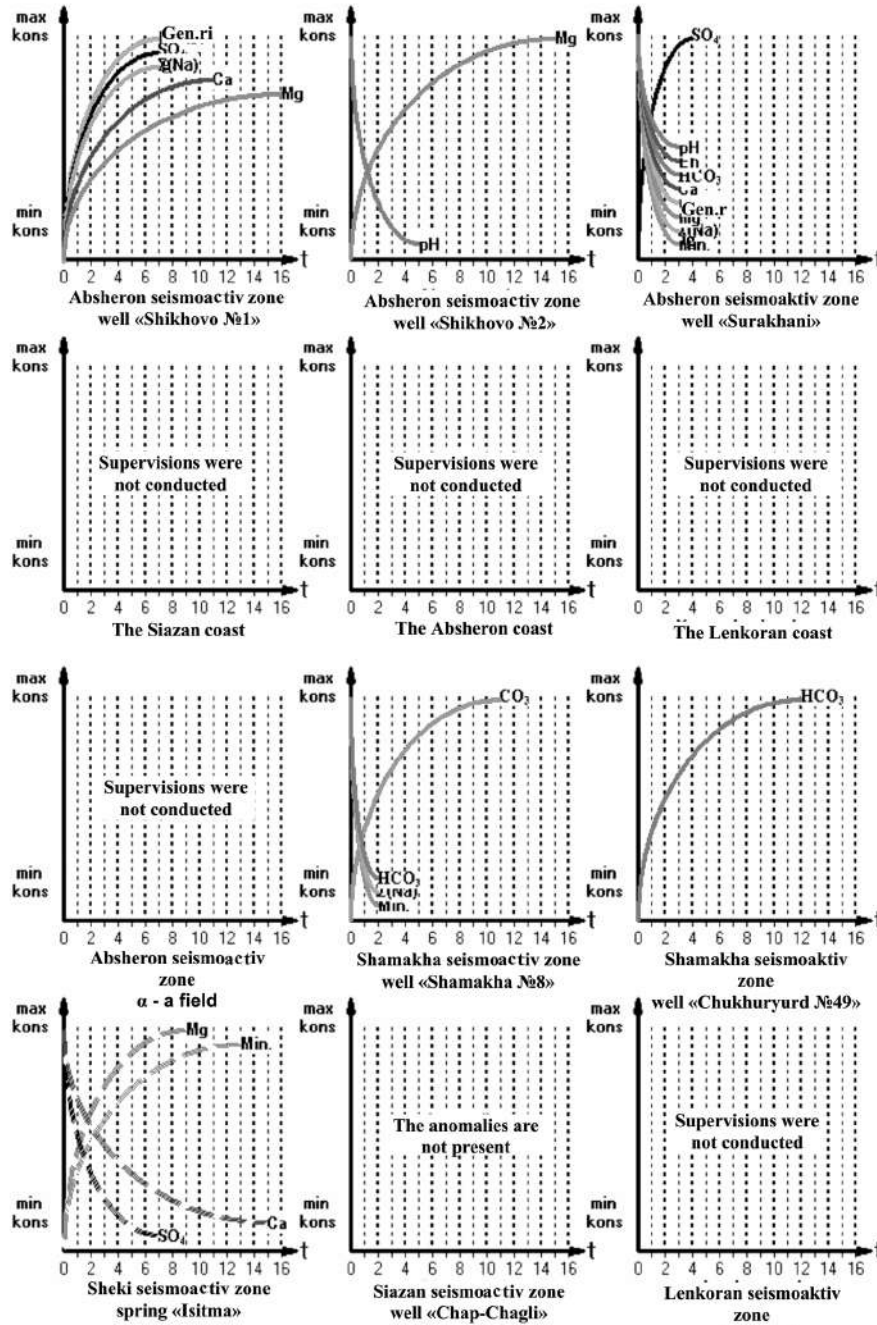 max
kons
Gen.ri
SO₄
Σ(Na)
Ca
Mg
min
kons
0 2 4 6 8 10 12 14 16
t
Absheron seismoactiv zone
well «Shikhovo №1»
max
kons
Mg
min
kons
pH
0 2 4 6 8 10 12 14 16
t
Absheron seismoactiv zone
well «Shikhovo №2»
max
kons
SO₄
pH
HCO₃
Ca
Gen.r
Mg
(Na)
Min.
min
kons
0 2 4 6 8 10 12 14 16
t
Absheron seismoaktiv zone
well «Surakhani»
max
kons
Supervisions were
not conducted
min
kons
0 2 4 6 8 10 12 14 16
t
The Siazan coast
max
kons
Supervisions were
not conducted
min
kons
0 2 4 6 8 10 12 14 16
t
The Absheron coast
max
kons
Supervisions were
not conducted
min
kons
0 2 4 6 8 10 12 14 16
t
The Lenkoran coast
max
kons
Supervisions were
not conducted
min
kons
0 2 4 6 8 10 12 14 16
t
Absheron seismoactiv
zone
α - a field
max
kons
CO₃
min
kons
HCO₃
Σ(Na)
Min.
0 2 4 6 8 10 12 14 16
t
Shamakha seismoactiv zone
well «Shamakha №8»
max
kons
HCO₃
min
kons
0 2 4 6 8 10 12 14 16
t
Shamakha seismoaktiv
zone
well «Chukhuryurd №49»
max
kons
Mg
Min.
min
kons
Ca
SO₄
0 2 4 6 8 10 12 14 16
t
Sheki seismoactiv zone
spring «Isitma»
max
kons
The anomalies are
not present
min
kons
0 2 4 6 8 10 12 14 16
t
Siazan seismoactiv zone
well «Chap-Chagli»
max
kons
Supervisions were
not conducted
min
kons
0 2 4 6 8 10 12 14 16
t
Lenkoran seismoaktiv
zone